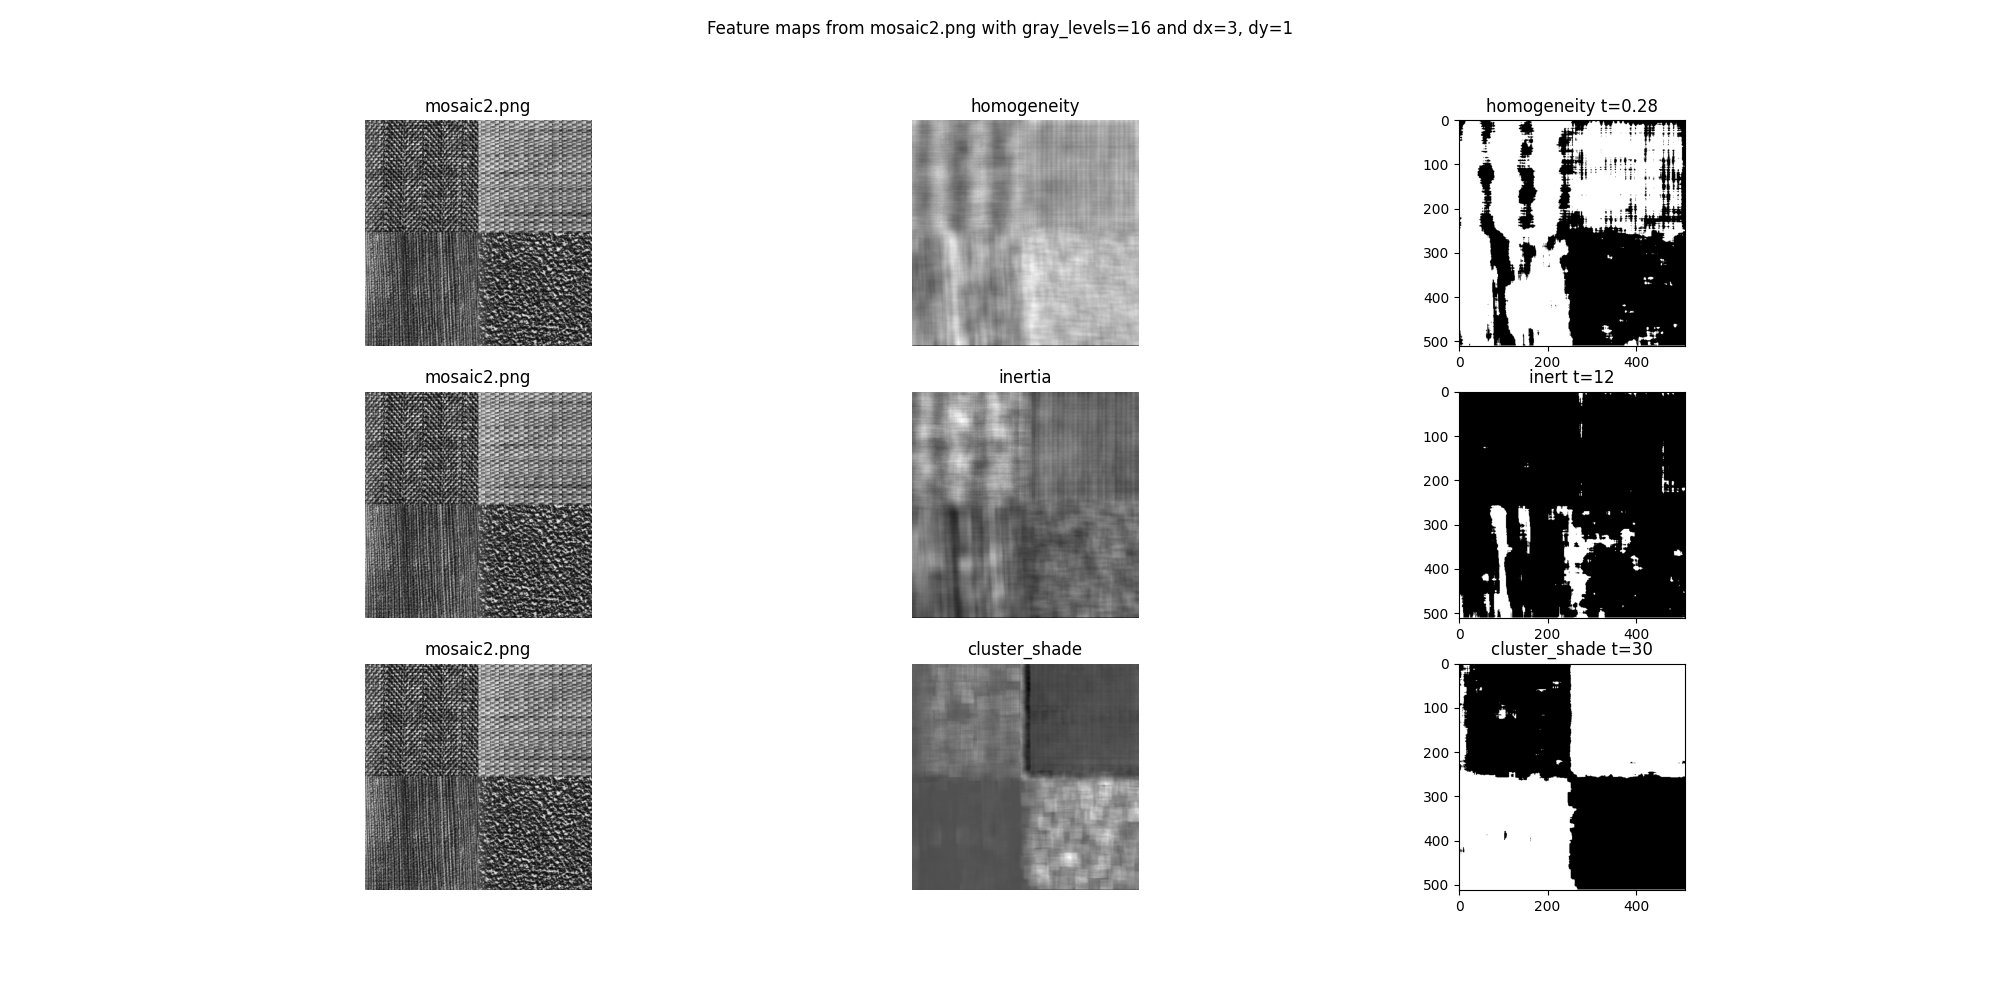 Feature maps from mosaic2.png with gray_levels=16 and dx=3, dy=1
mosaic2.png
homogeneity
homogeneity t=0.28
0
100
200
300
400
500
0 200 400
mosaic2.png
inertia
inert t=12
0
100
200
300
400
500
0 200 400
mosaic2.png
cluster_shade
cluster_shade t=30
0
100
200
300
400
500
0 200 400